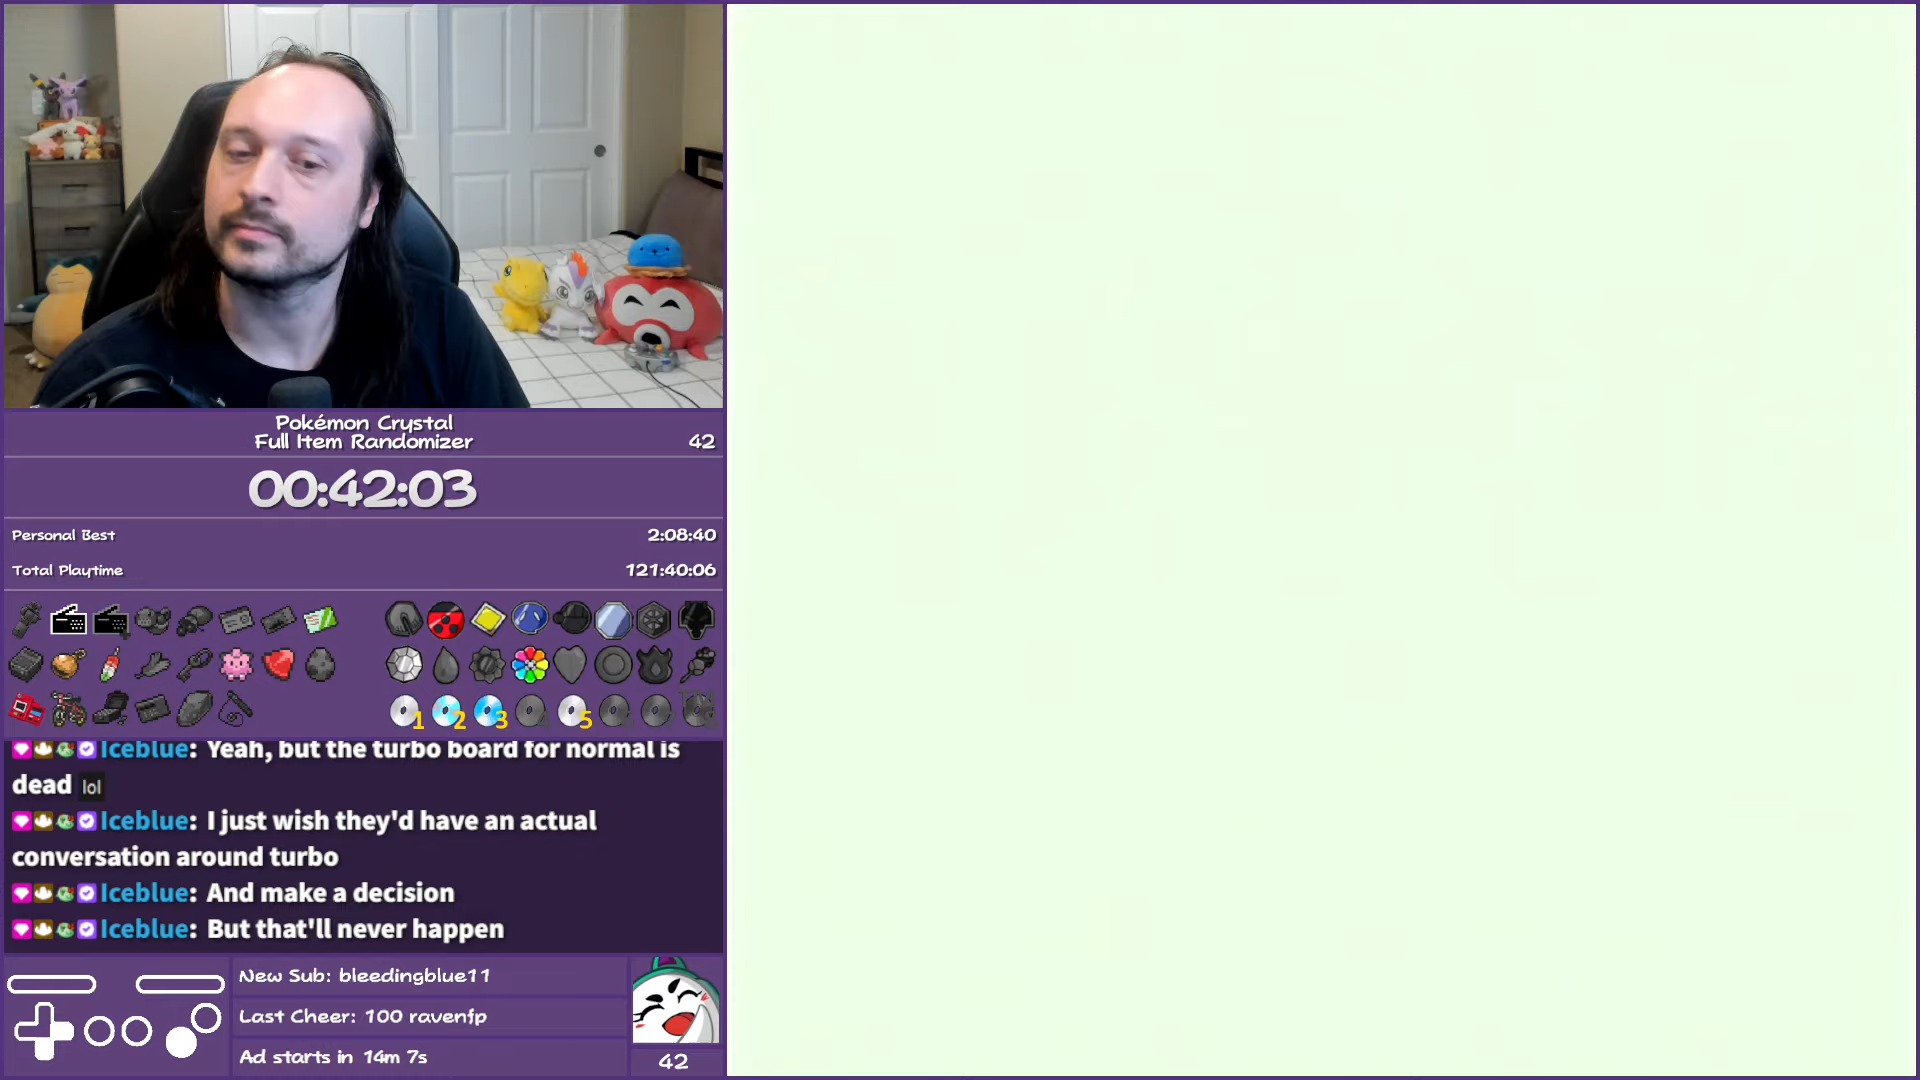 Pokémon Crystal
Full Item Randomizer 42
00:42:03
Personal Best 2:08:40
Total Playtime 121:40:06
1 2 3 5
Iceblue: Yeah, but the turbo board for normal is
dead lol
Iceblue: I just wish they'd have an actual
conversation around turbo
Iceblue: And make a decision
Iceblue: But that'll never happen
New Sub: bleedingblue11
Last Cheer: 100 ravenfp
Ad starts in 14m 7s
42